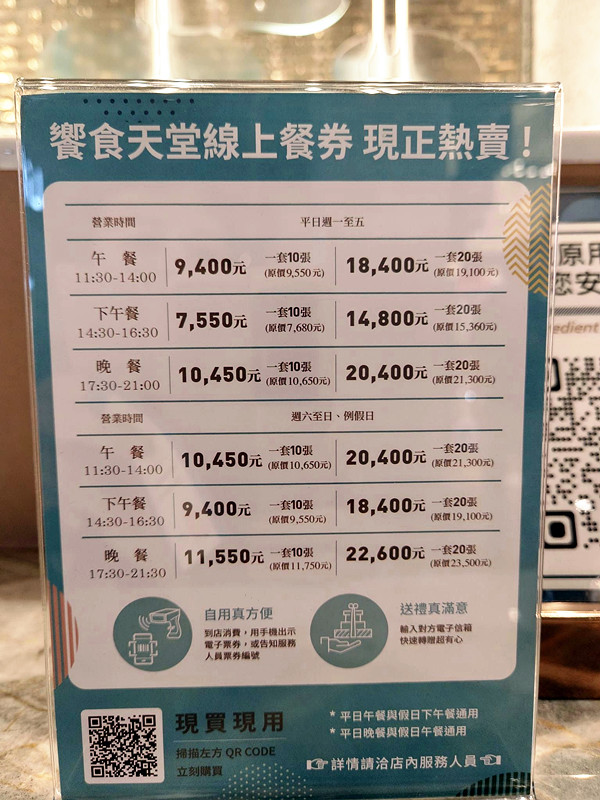 饗食天堂線上餐券 現正熱賣!
營業時間 平日週一至五
午 餐 11:30-14:00 9,400元 一套10張 (原價9,550元) 18,400元 一套20張 (原價19,100元)
下午餐 14:30-16:30 7,550元 一套10張 (原價7,680元) 14,800元 一套20張 (原價15,360元)
晚 餐 17:30-21:00 10,450元 一套10張 (原價10,650元) 20,400元 一套20張 (原價21,300元)
營業時間 週六至日、例假日
午 餐 11:30-14:00 10,450元 一套10張 (原價10,650元) 20,400元 一套20張 (原價21,300元)
下午餐 14:30-16:30 9,400元 一套10張 (原價9,550元) 18,400元 一套20張 (原價19,100元)
晚 餐 17:30-21:30 11,550元 一套10張 (原價11,750元) 22,600元 一套20張 (原價23,500元)
自用真方便
到店消費，用手機出示
電子票券，或告知服務
人員票券編號
送禮真滿意
輸入對方電子信箱
快速轉贈超有心
現買現用
掃描左方 QR CODE
立刻購買
* 平日午餐與假日下午餐通用
* 平日晚餐與假日午餐通用
詳情請洽店內服務人員
原用
您安
edient